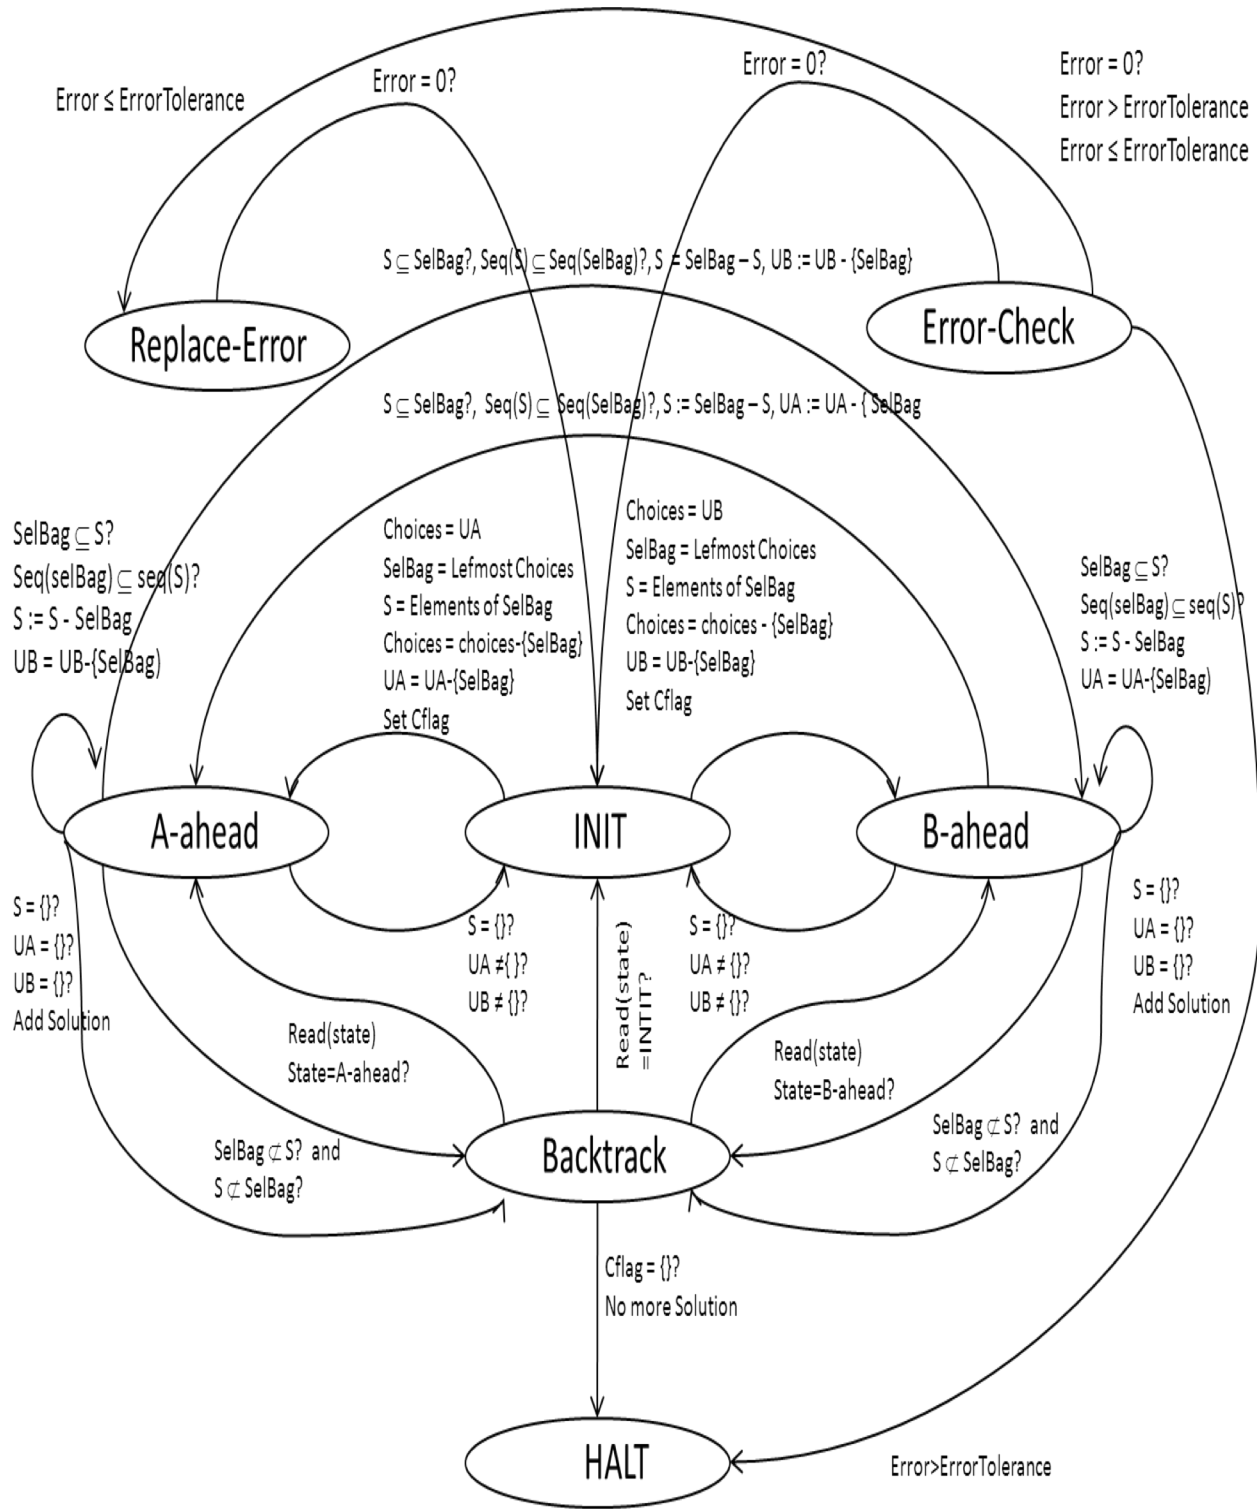 Error = 0?
Error = 0?
Error = 0?
Error > ErrorTolerance
Error ≤ ErrorTolerance
Error ≤ ErrorTolerance
S ⊆ SelBag?, Seq(S) ⊆ Seq(SelBag)?, S = SelBag – S, UB := UB - {SelBag}
Replace-Error
Error-Check
S ⊆ SelBag?, Seq(S) ⊆ Seq(SelBag)?, S := SelBag – S, UA := UA - { SelBag
SelBag ⊆ S?
Seq(selBag) ⊆ seq(S)?
S := S - SelBag
UB = UB-{SelBag)
Choices = UA
SelBag = Lefmost Choices
S = Elements of SelBag
Choices = choices-{SelBag}
UA = UA-{SelBag}
Set Cflag
Choices = UB
SelBag = Lefmost Choices
S = Elements of SelBag
Choices = choices - {SelBag}
UB = UB-{SelBag}
Set Cflag
SelBag ⊆ S?
Seq(selBag) ⊆ seq(S)?
S := S - SelBag
UA = UA-{SelBag)
A-ahead
INIT
B-ahead
S = {}?
UA = {}?
UB = {}?
Add Solution
S = {}?
UA ≠{ }?
UB ≠ {}?
Read(state)
=INTIT?
S = {}?
UA ≠ {}?
UB ≠ {}?
S = {}?
UA = {}?
UB = {}?
Add Solution
Read(state)
State=A-ahead?
Read(state)
State=B-ahead?
SelBag ⊄ S? and
S ⊄ SelBag?
Backtrack
SelBag ⊄ S? and
S ⊄ SelBag?
Cflag = {}?
No more Solution
HALT
Error>ErrorTolerance